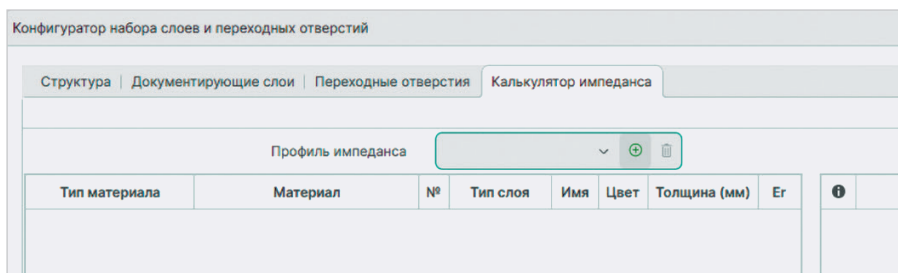 Конфигуратор набора слоев и переходных отверстий
Структура | Документирующие слои | Переходные отверстия Калькулятор импеданса
Профиль импеданса
Тип материала Материал № Тип слоя Имя Цвет Толщина (мм) Er